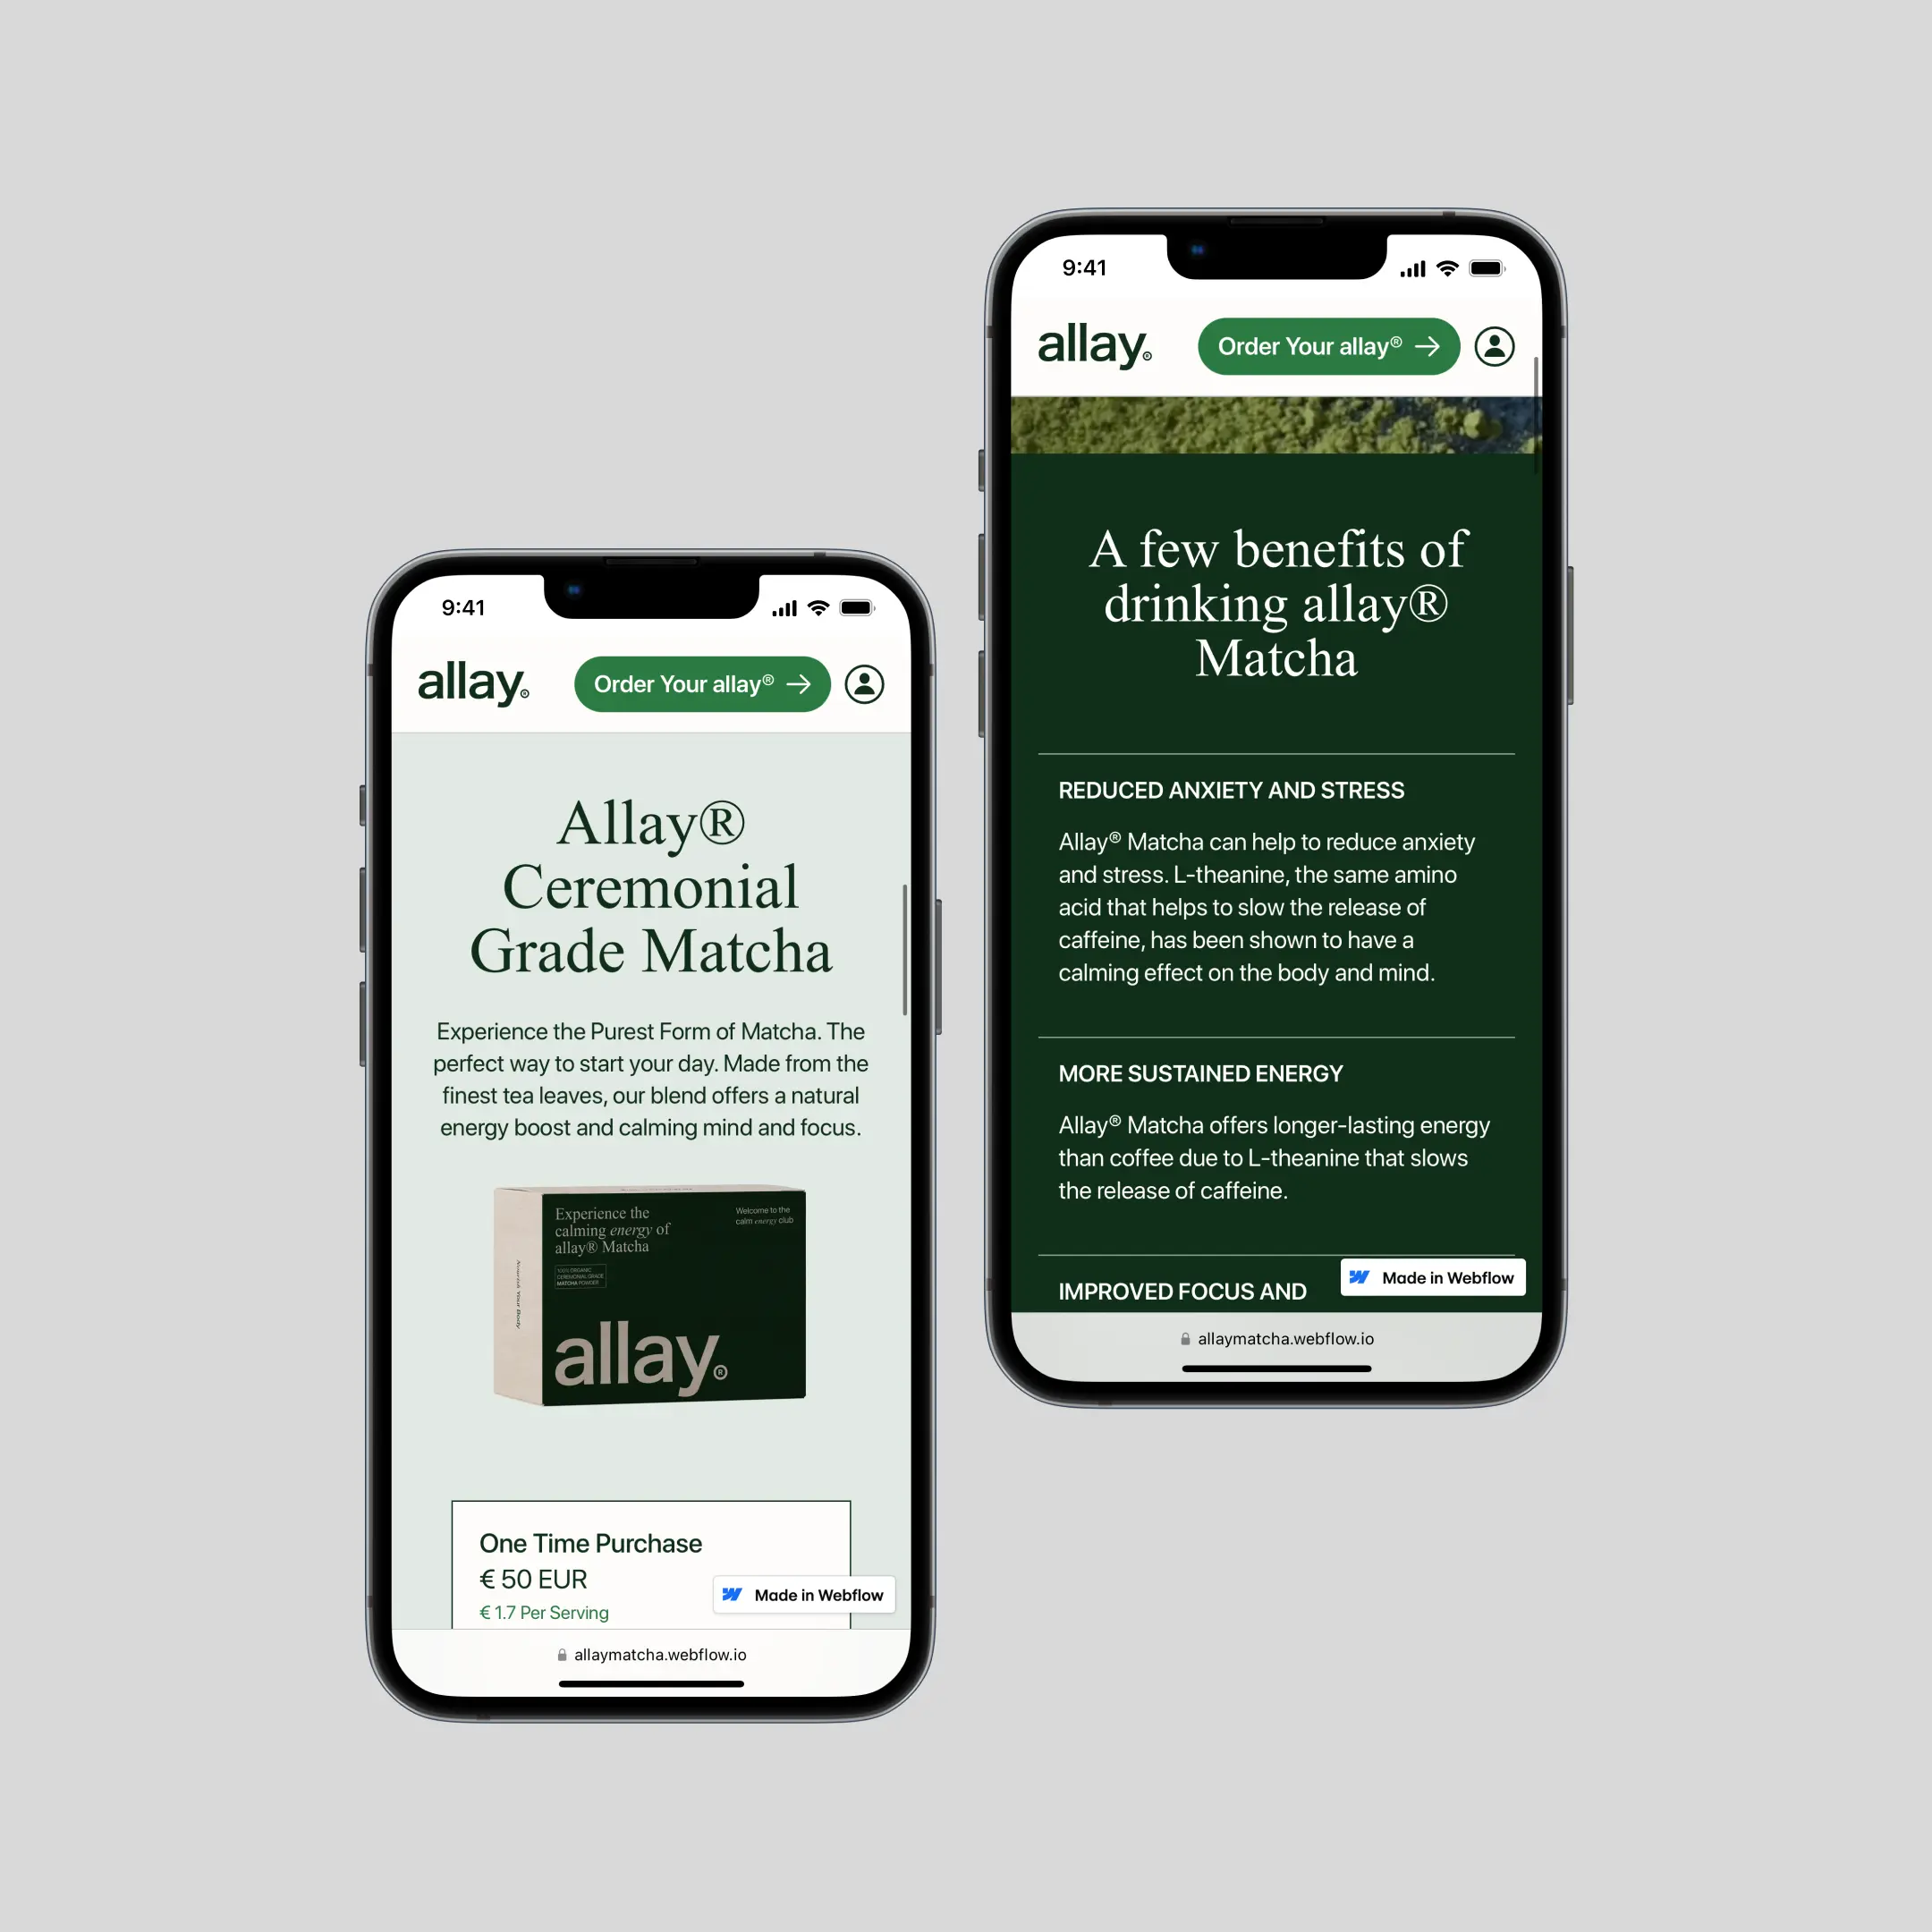 9:41
allay®
Order Your allay® →
Allay®
Ceremonial
Grade Matcha
Experience the Purest Form of Matcha. The
perfect way to start your day. Made from the
finest tea leaves, our blend offers a natural
energy boost and calming mind and focus.
Experience the
calming energy of
allay® Matcha
Welcome to the
calm energy club
100% ORGANIC
CEREMONIAL GRADE
MATCHA POWDER
Nourish Your Body
allay®
One Time Purchase
€ 50 EUR
€ 1.7 Per Serving
Made in Webflow
allaymatcha.webflow.io
9:41
allay®
Order Your allay® →
A few benefits of
drinking allay®
Matcha
REDUCED ANXIETY AND STRESS
Allay® Matcha can help to reduce anxiety
and stress. L-theanine, the same amino
acid that helps to slow the release of
caffeine, has been shown to have a
calming effect on the body and mind.
MORE SUSTAINED ENERGY
Allay® Matcha offers longer-lasting energy
than coffee due to L-theanine that slows
the release of caffeine.
IMPROVED FOCUS AND
Made in Webflow
allaymatcha.webflow.io